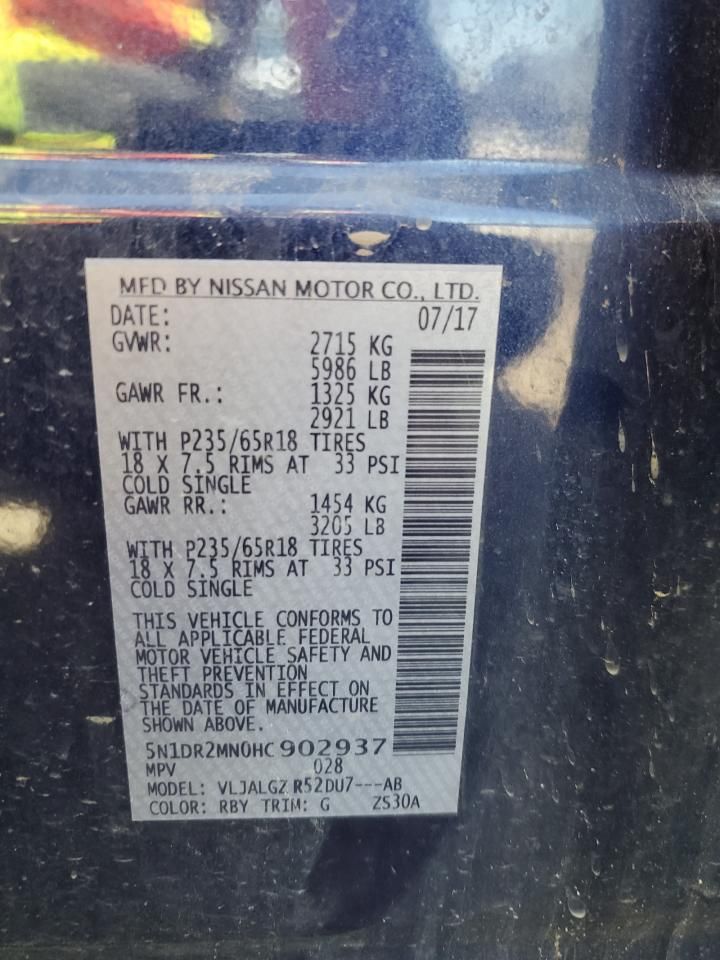 MFD BY NISSAN MOTOR CO., LTD.
DATE: 07/17
GVWR: 2715 KG
5986 LB
GAWR FR.: 1325 KG
2921 LB
WITH P235/65R18 TIRES
18 X 7.5 RIMS AT 33 PSI
COLD SINGLE
GAWR RR.: 1454 KG
3205 LB
WITH P235/65R18 TIRES
18 X 7.5 RIMS AT 33 PSI
COLD SINGLE
THIS VEHICLE CONFORMS TO
ALL APPLICABLE FEDERAL
MOTOR VEHICLE SAFETY AND
THEFT PREVENTION
STANDARDS IN EFFECT ON
THE DATE OF MANUFACTURE
SHOWN ABOVE.
5N1DR2MN0HC902937
MPV 028
MODEL: VLJALGZ R52DU7---AB
COLOR: RBY TRIM: G ZS30A